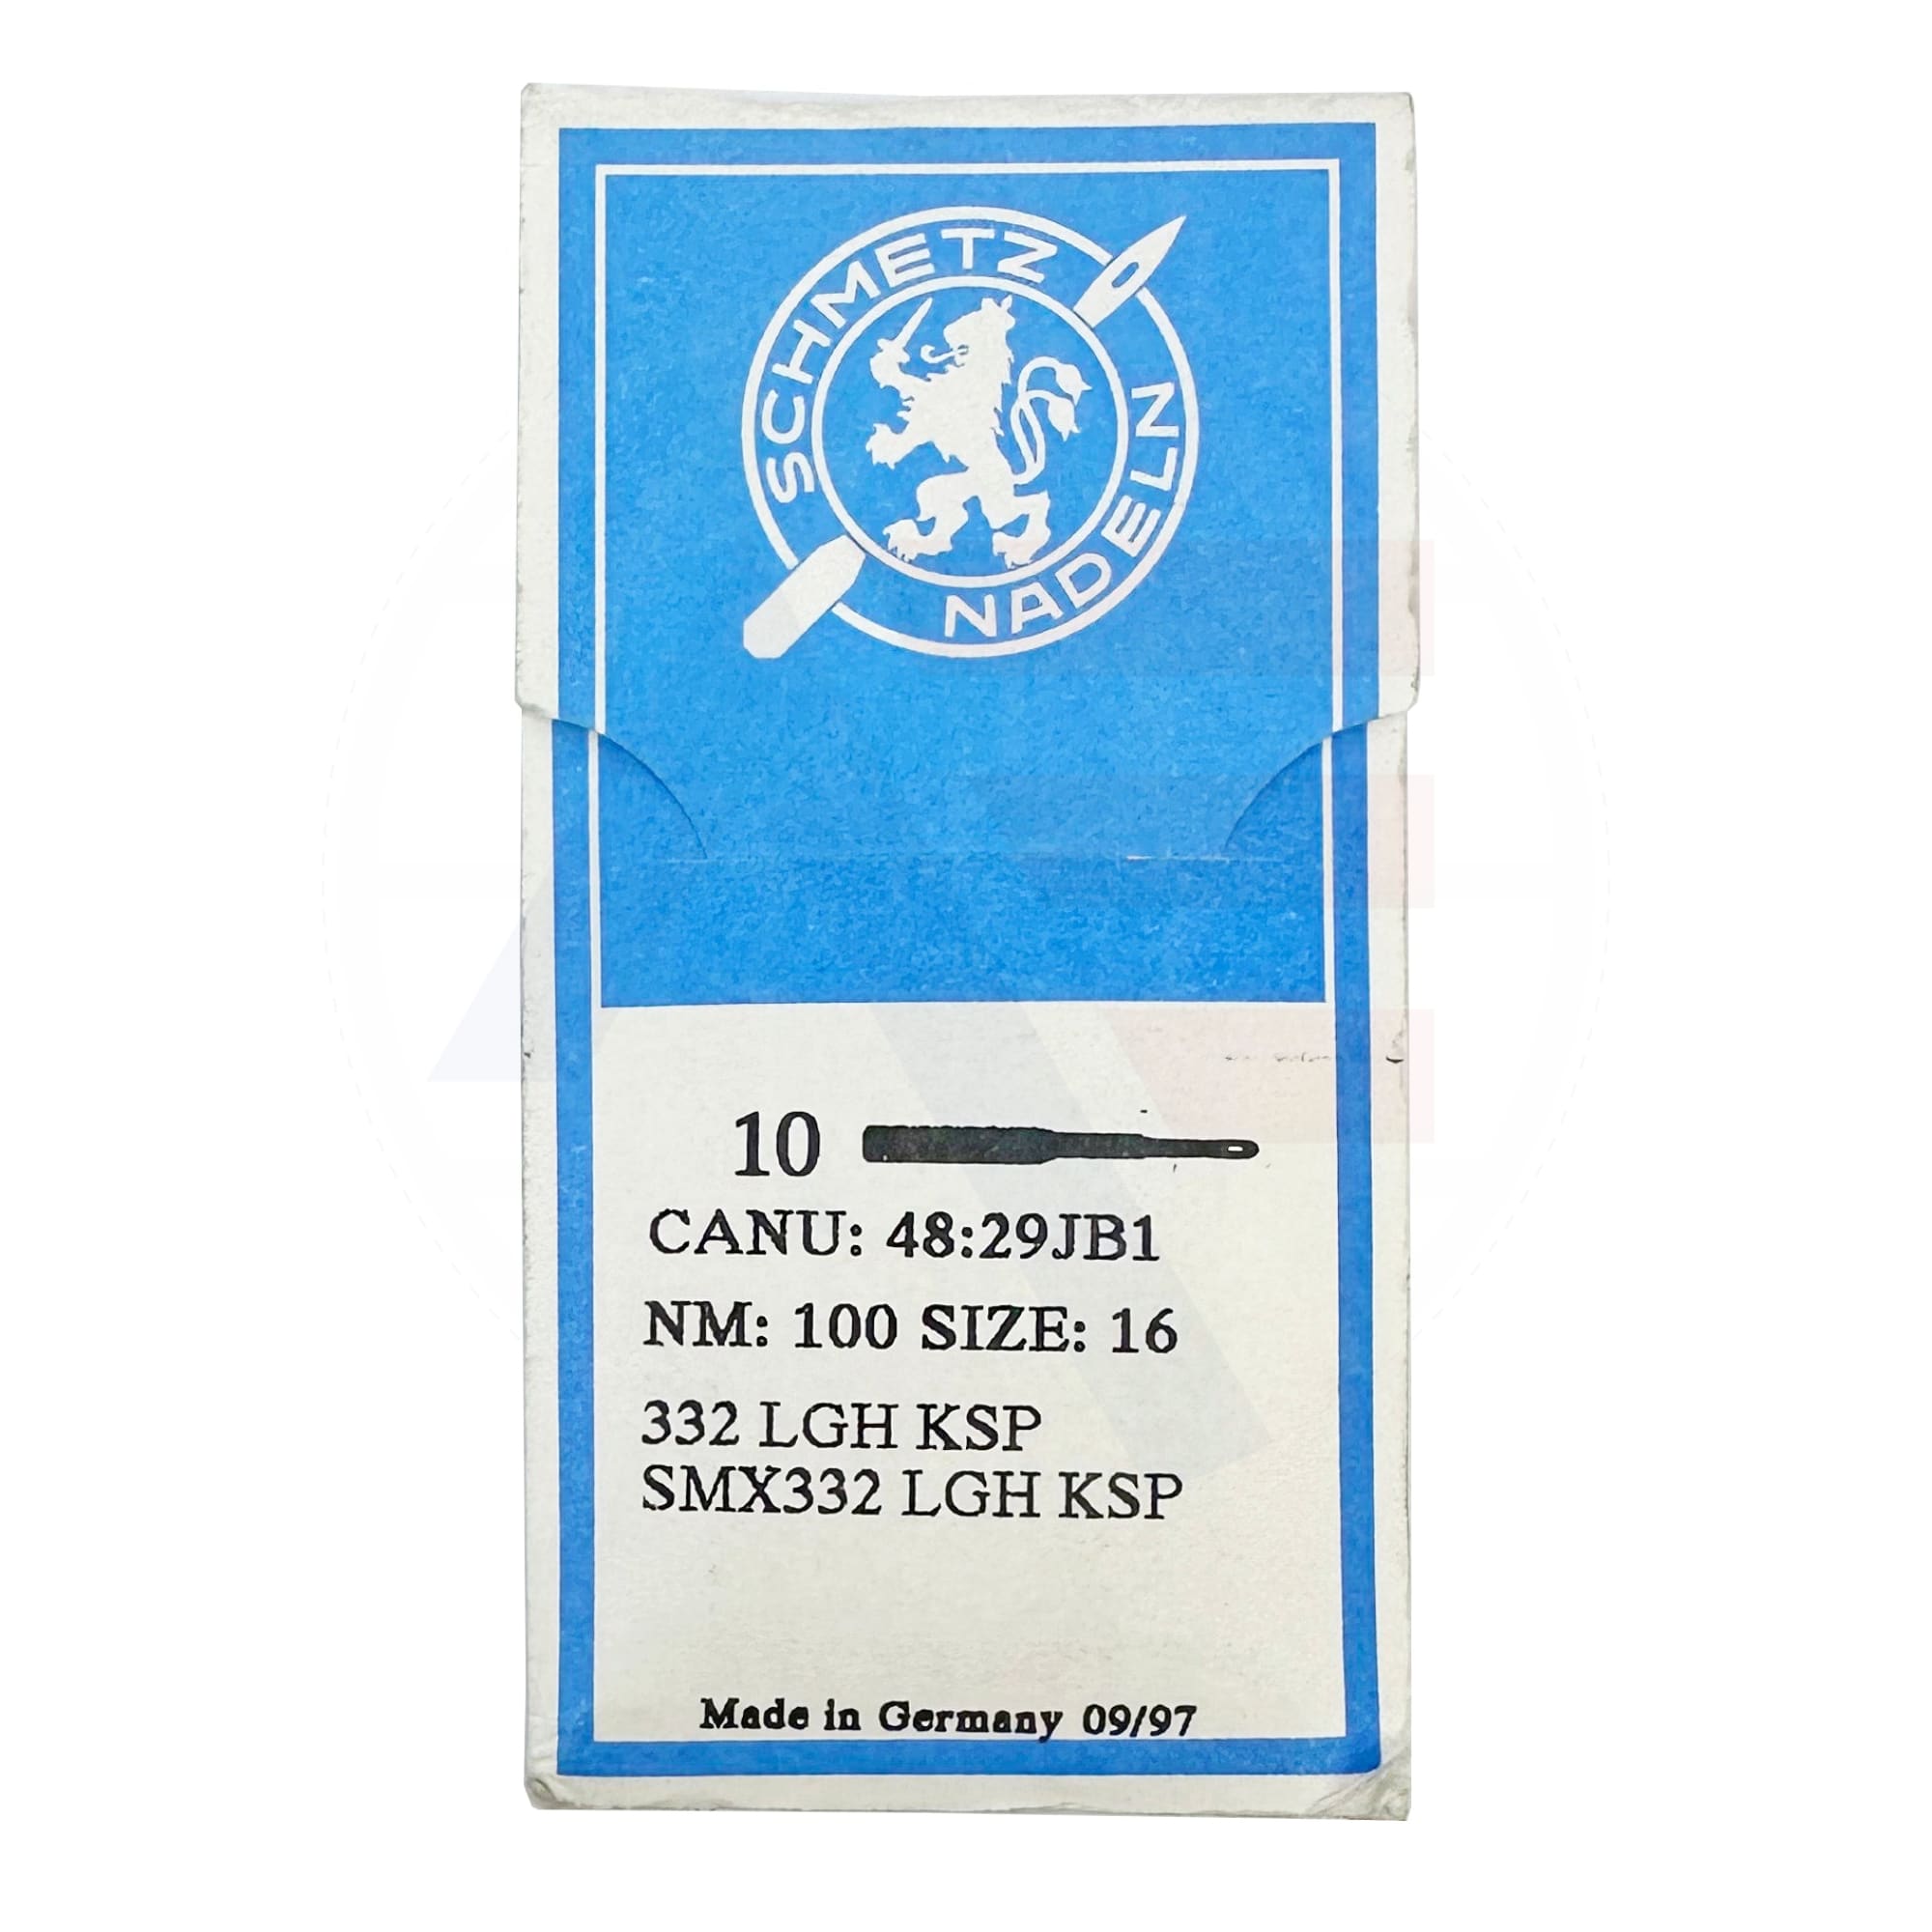 SCHMETZ
NADELN
10
CANU: 48:29JB1
NM: 100 SIZE: 16
332 LGH KSP
SMX332 LGH KSP
Made in Germany 09/97